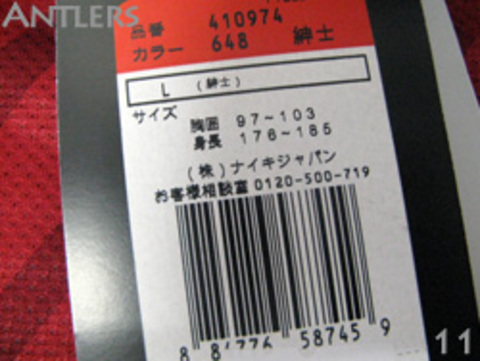 ANTLERS
品番 410974
カラー 648 紳士
L (紳士)
サイズ
胸囲 97~103
身長 176~185
(株)ナイキジャパン
お客様相談室 0120-500-719
58745 9
11